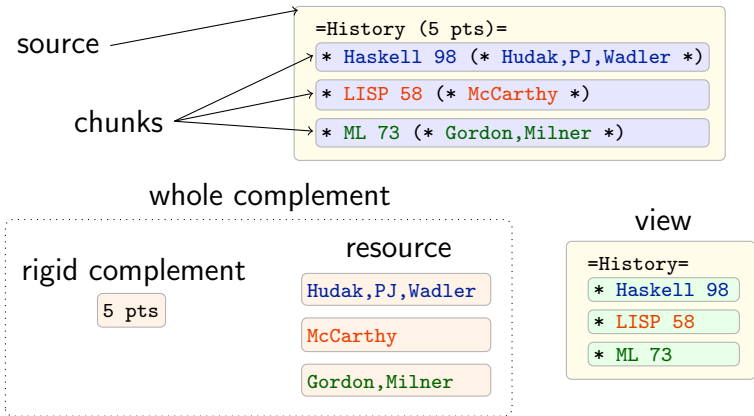 source
=History (5 pts)=
* Haskell 98 (* Hudak,PJ,Wadler *)
* LISP 58 (* McCarthy *)
* ML 73 (* Gordon,Milner *)
chunks
whole complement
rigid complement
5 pts
resource
Hudak,PJ,Wadler
McCarthy
Gordon,Milner
view
=History=
* Haskell 98
* LISP 58
* ML 73